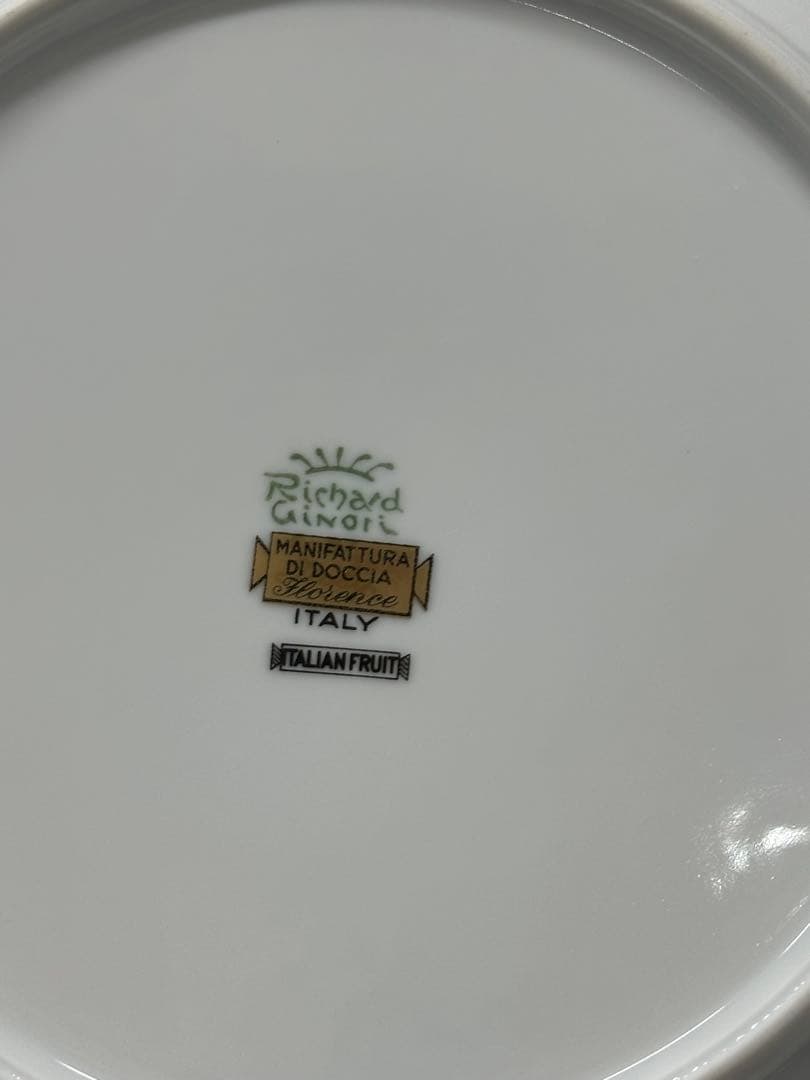 Richard
Ginori
MANIFATTURA
DI DOCCIA
Florence
ITALY
ITALIAN FRUIT